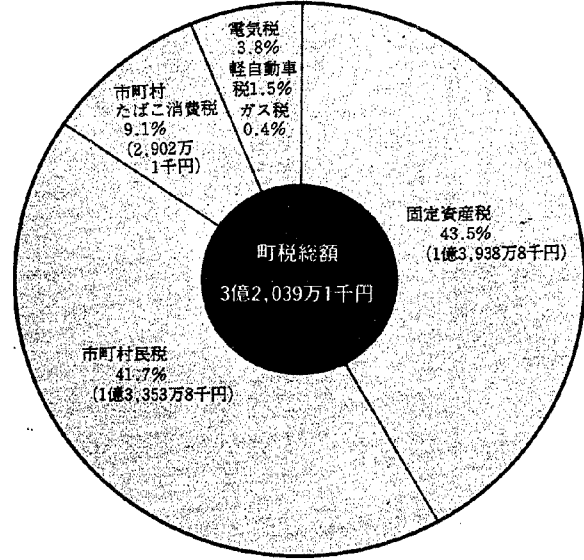 電気税
3.8%
軽自動車
税1.5%
ガス税
0.4%
市町村
たばこ消費税
9.1%
(2,902万
1千円)
固定資産税
43.5%
(1億3,938万8千円)
町税総額
3億2,039万1千円
市町村民税
41.7%
(1億3,353万8千円)